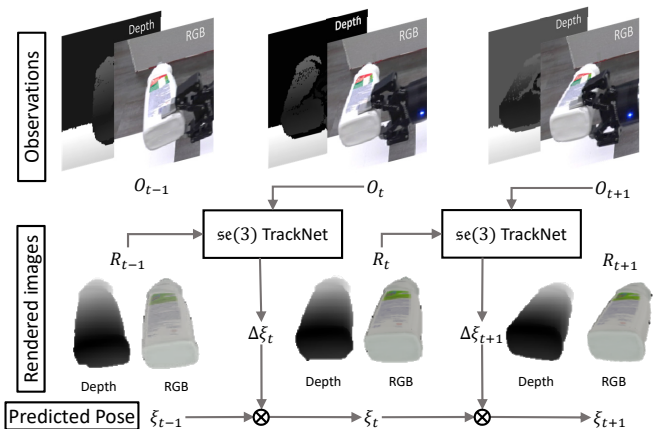 Observations
Depth
RGB
Depth
RGB
Depth
RGB
O_{t-1}
O_t
O_{t+1}
𝔰𝔢(3) TrackNet
𝔰𝔢(3) TrackNet
Rendered images
R_{t-1}
R_t
R_{t+1}
Δξ_t
Δξ_{t+1}
Depth
RGB
Depth
RGB
Depth
RGB
Predicted Pose
ξ_{t-1}
ξ_t
ξ_{t+1}